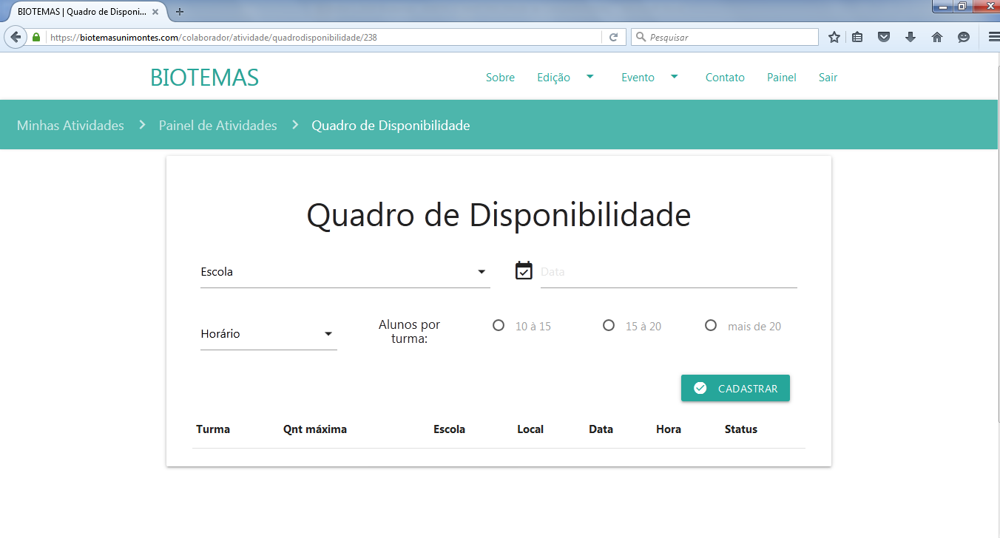 BIOTEMAS | Quadro de Disponi...
https://biotemasunimontes.com/colaborador/atividade/quadrodisponibilidade/238
Pesquisar
BIOTEMAS
Sobre
Edição
Evento
Contato
Painel
Sair
Minhas Atividades
Painel de Atividades
Quadro de Disponibilidade
Quadro de Disponibilidade
Escola
Data
Horário
Alunos por
turma:
10 à 15
15 à 20
mais de 20
CADASTRAR
Turma
Qnt máxima
Escola
Local
Data
Hora
Status